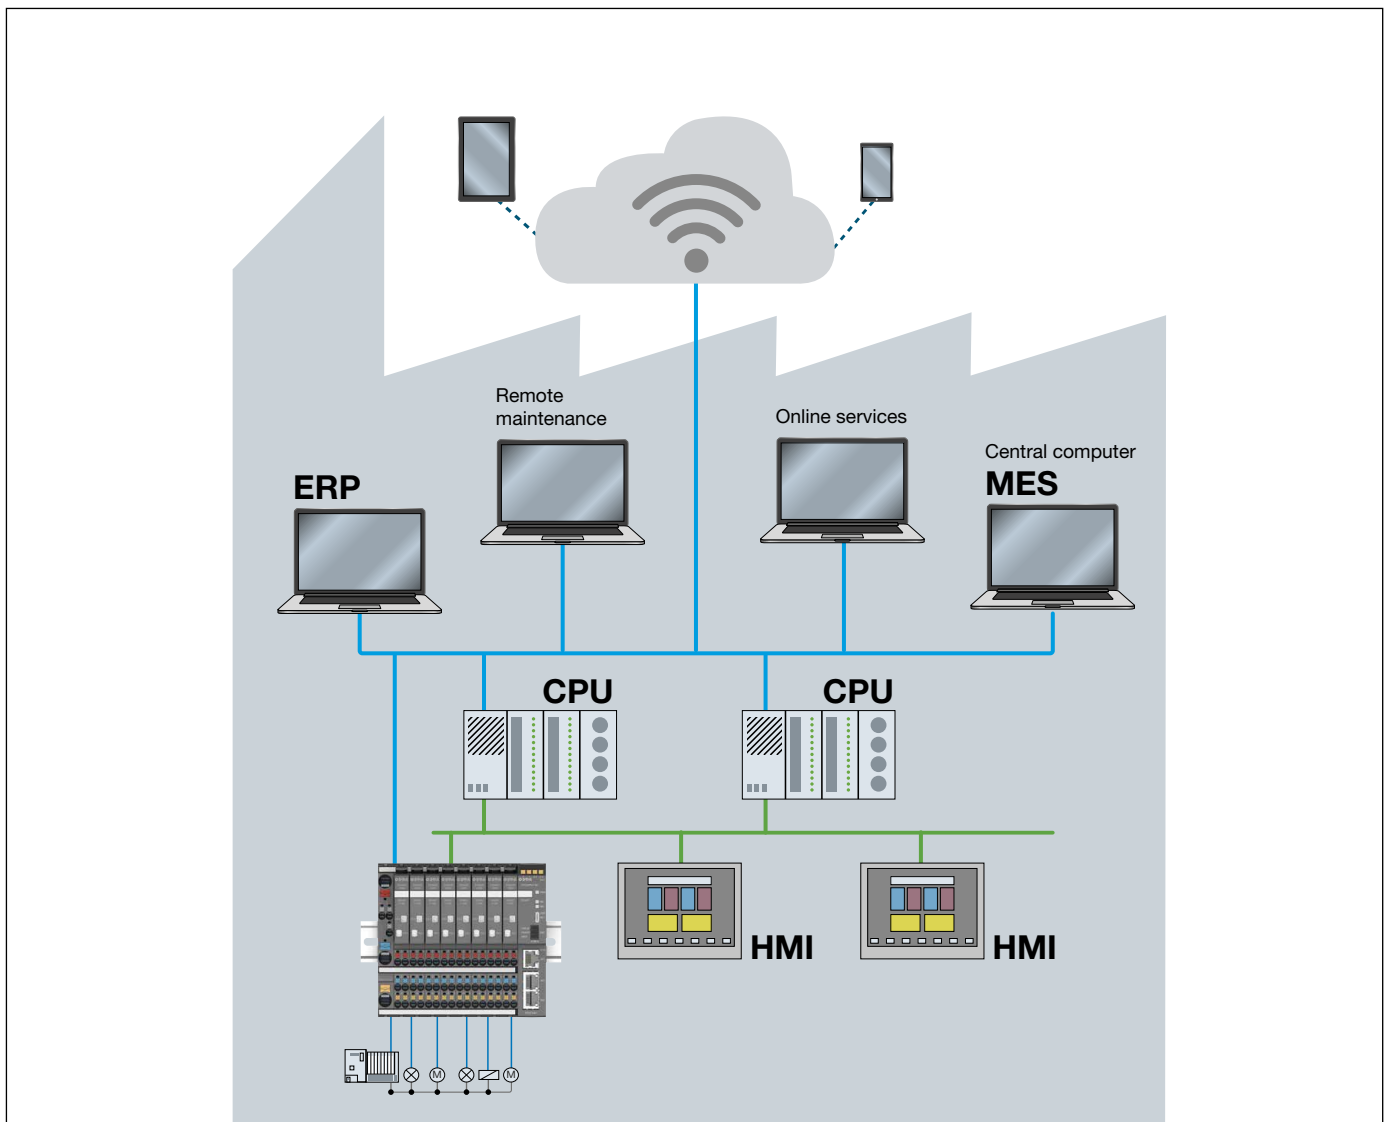 Remote
maintenance
Online services
Central computer
ERP
MES
CPU
CPU
HMI
HMI
M
M